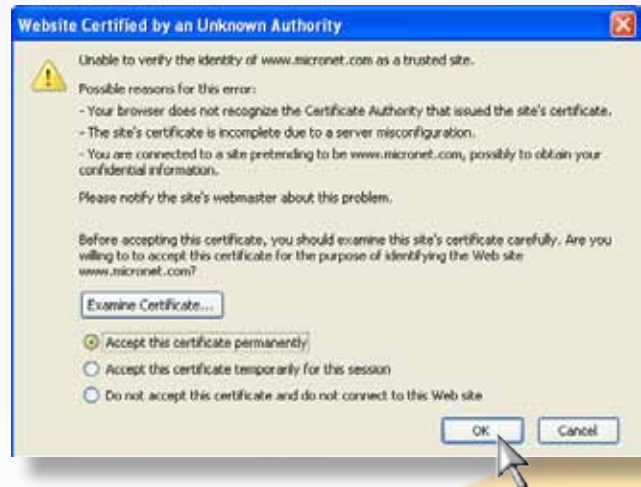 Website Certified by an Unknown Authority
Unable to verify the identity of www.micronet.com as a trusted site.
Possible reasons for this error:
- Your browser does not recognize the Certificate Authority that issued the site's certificate.
- The site's certificate is incomplete due to a server misconfiguration.
- You are connected to a site pretending to be www.micronet.com, possibly to obtain your
confidential information.
Please notify the site's webmaster about this problem.
Before accepting this certificate, you should examine this site's certificate carefully. Are you
willing to to accept this certificate for the purpose of identifying the Web site
www.micronet.com?
Examine Certificate...
Accept this certificate permanently
Accept this certificate temporarily for this session
Do not accept this certificate and do not connect to this Web site
OK Cancel